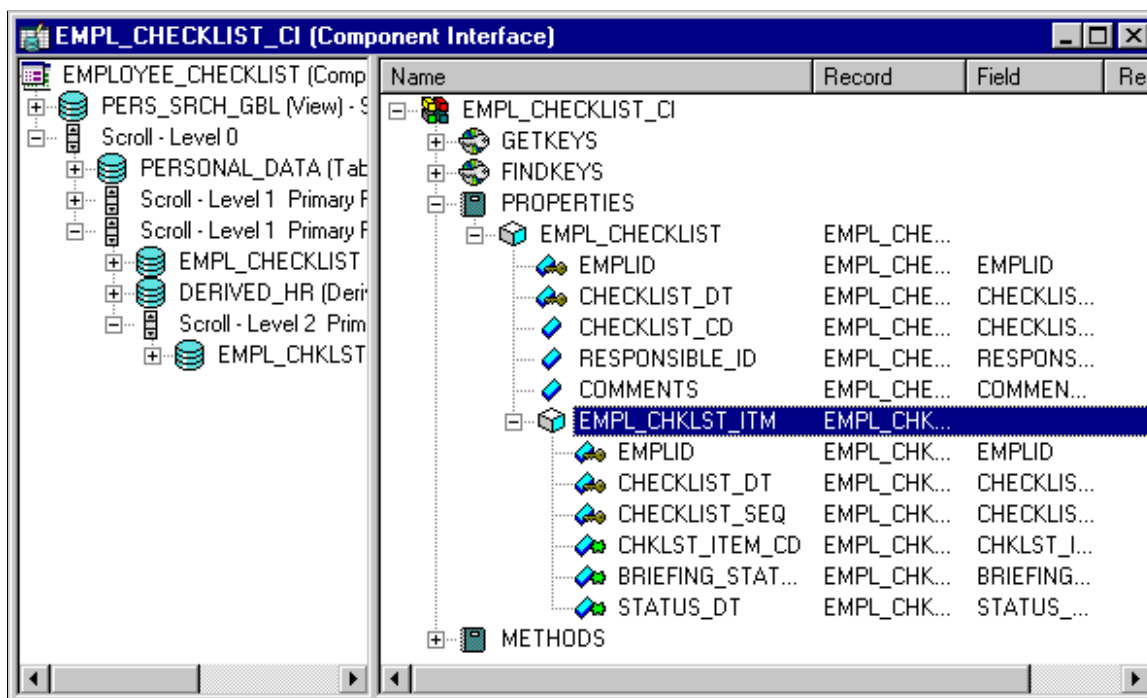 EMPL_CHECKLIST_CI (Component Interface)
EMPLOYEE_CHECKLIST (Comp
PERS_SRCH_GBL (View) - S
Scroll - Level 0
PERSONAL_DATA (Tab
Scroll - Level 1 Primary F
Scroll - Level 1 Primary F
EMPL_CHECKLIST
DERIVED_HR (Deri
Scroll - Level 2 Prim
EMPL_CHKLST
Name Record Field Re
EMPL_CHECKLIST_CI
GETKEYS
FINDKEYS
PROPERTIES
EMPL_CHECKLIST EMPL_CHE...
EMPLID EMPL_CHE... EMPLID
CHECKLIST_DT EMPL_CHE... CHECKLIS...
CHECKLIST_CD EMPL_CHE... CHECKLIS...
RESPONSIBLE_ID EMPL_CHE... RESPONS...
COMMENTS EMPL_CHE... COMMEN...
EMPL_CHKLST_ITM EMPL_CHK...
EMPLID EMPL_CHK... EMPLID
CHECKLIST_DT EMPL_CHK... CHECKLIS...
CHECKLIST_SEQ EMPL_CHK... CHECKLIS...
CHKLST_ITEM_CD EMPL_CHK... CHKLST_I...
BRIEFING_STAT... EMPL_CHK... BRIEFING...
STATUS_DT EMPL_CHK... STATUS_...
METHODS